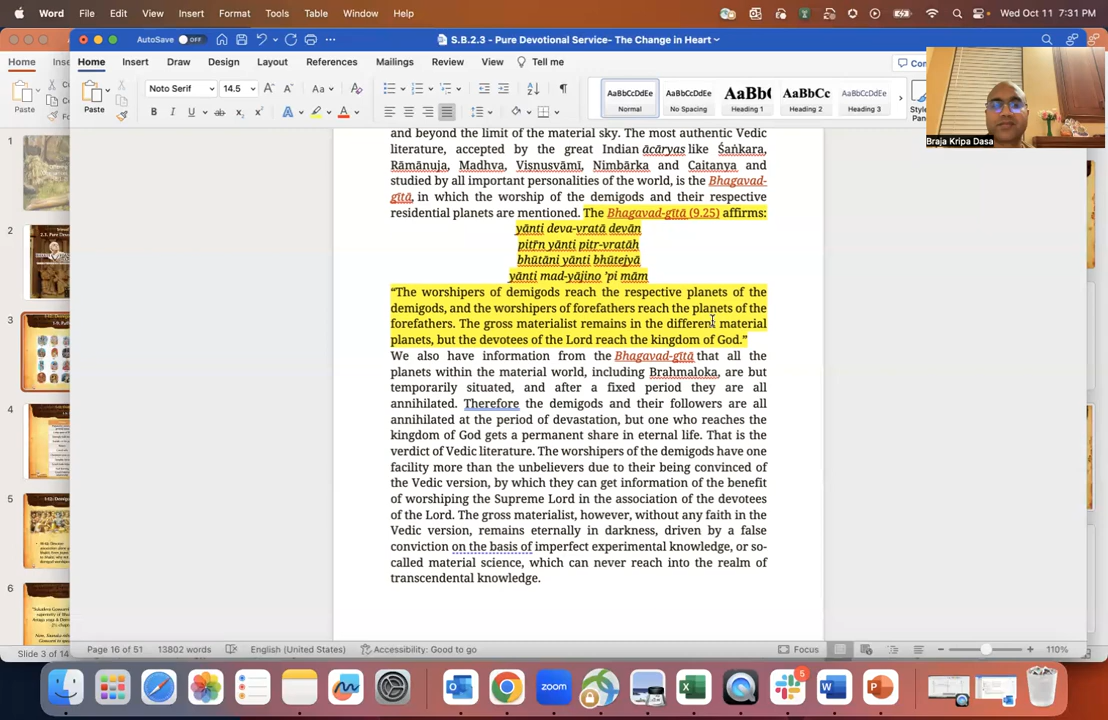 Word File Edit View Insert Format Tools Table Window Help Wed Oct 11 7:31 PM
AutoSave OFF S.B.2.3 - Pure Devotional Service- The Change in Heart
Home Home Insert Draw Design Layout References Mailings Review View Tell me
Paste Paste Noto Serif 14.5 AaBbCcDdEe AaBbCcDdEe AaBb( AaBbCc AaBbCcDdEe
Normal No Spacing Heading 1 Heading 2 Heading 3
Braja Kripa Dasa
and beyond the limit of the material sky. The most authentic Vedic
literature, accepted by the great Indian ācāryas like Śaṅkara,
Rāmānuja, Madhva, Viṣṇusvāmī, Nimbārka and Caitanya and
studied by all important personalities of the world, is the Bhagavad-
gītā, in which the worship of the demigods and their respective
residential planets are mentioned. The Bhagavad-gītā (9.25) affirms:
yānti deva-vratā devān
pitṝn yānti pitṛ-vratāḥ
bhūtāni yānti bhūtejyā
yānti mad-yājino 'pi mām
“The worshipers of demigods reach the respective planets of the
demigods, and the worshipers of forefathers reach the planets of the
forefathers. The gross materialist remains in the different material
planets, but the devotees of the Lord reach the kingdom of God.”
We also have information from the Bhagavad-gītā that all the
planets within the material world, including Brahmaloka, are but
temporarily situated, and after a fixed period they are all
annihilated. Therefore the demigods and their followers are all
annihilated at the period of devastation, but one who reaches the
kingdom of God gets a permanent share in eternal life. That is the
verdict of Vedic literature. The worshipers of the demigods have one
facility more than the unbelievers due to their being convinced of
the Vedic version, by which they can get information of the benefit
of worshiping the Supreme Lord in the association of the devotees
of the Lord. The gross materialist, however, without any faith in the
Vedic version, remains eternally in darkness, driven by a false
conviction on the basis of imperfect experimental knowledge, or so-
called material science, which can never reach into the realm of
transcendental knowledge.
1
2
3
4
5
6
Slide 3 of 14 Page 16 of 51 13802 words English (United States) Accessibility: Good to go Focus 110%
zoom
5